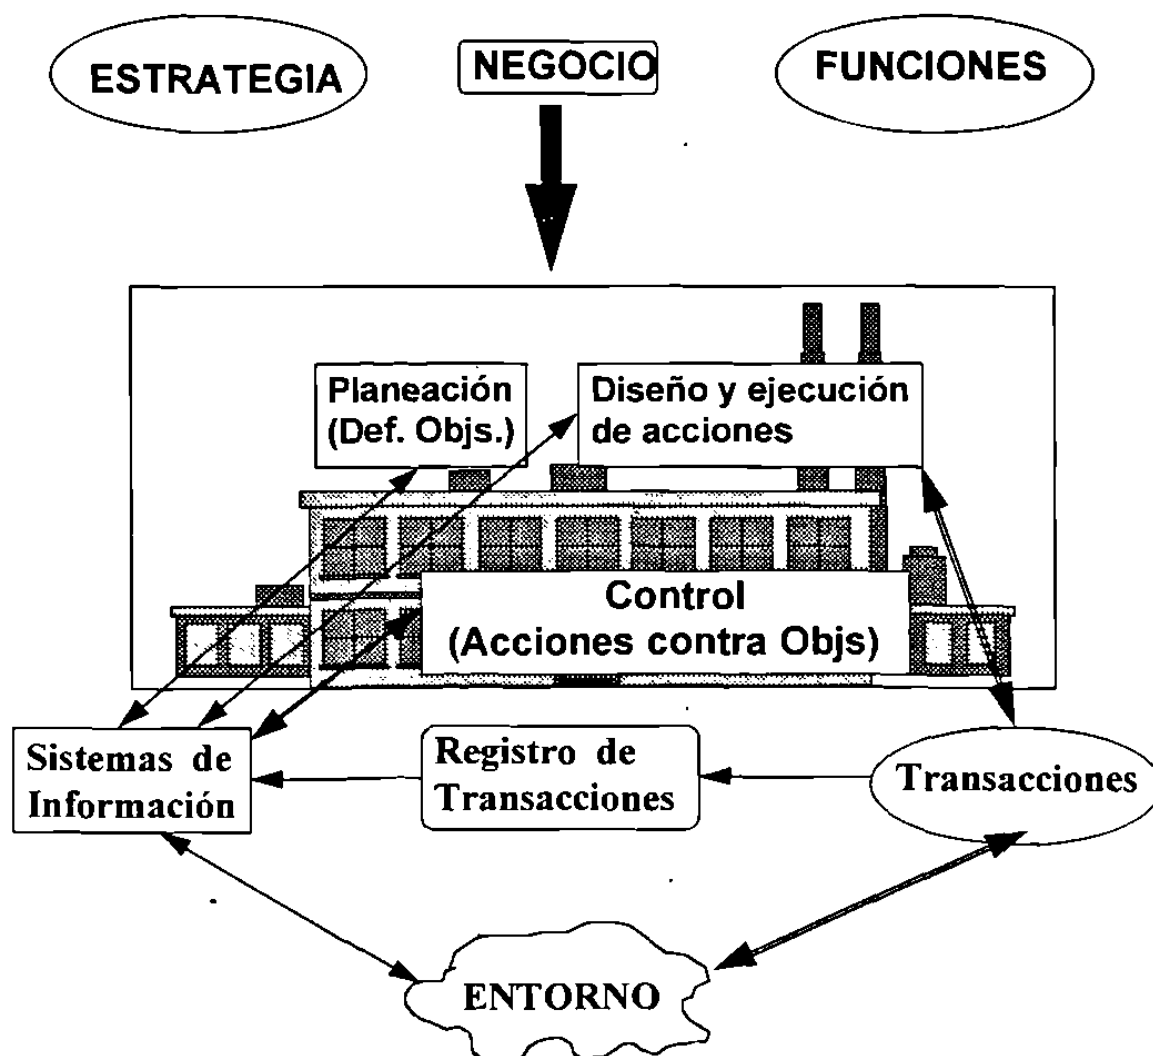 ESTRATEGIA
NEGOCIO
FUNCIONES
Planeación
(Def. Objs.)
Diseño y ejecución
de acciones
Control
(Acciones contra Objs)
Sistemas de
Información
Registro de
Transacciones
Transacciones
ENTORNO